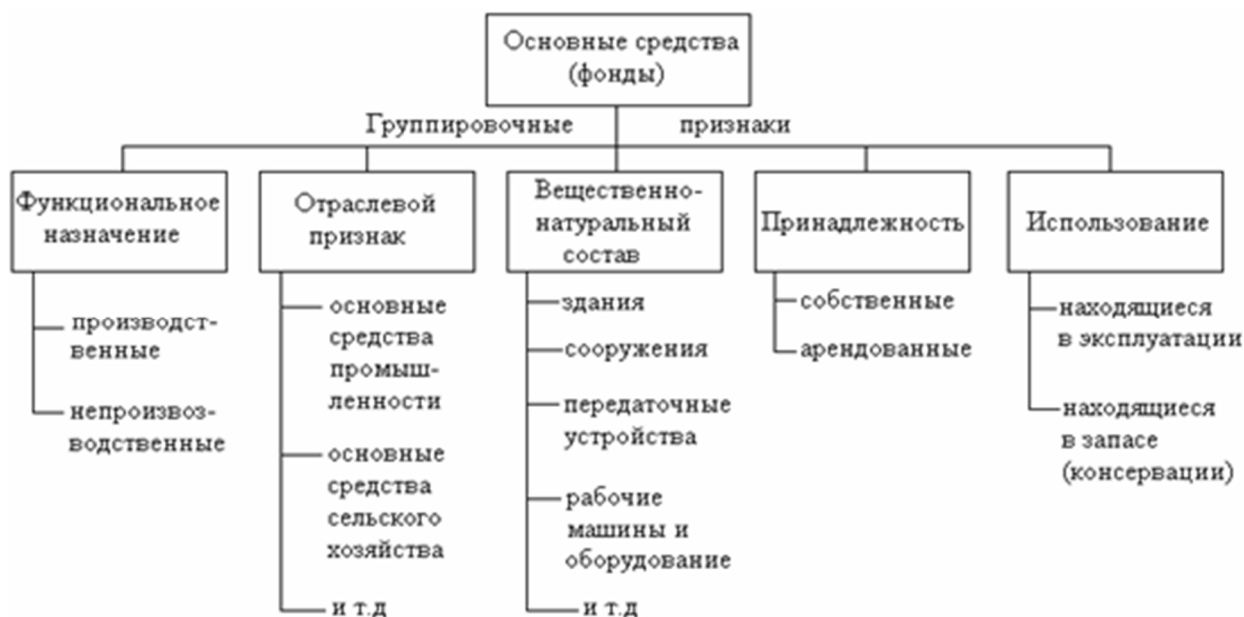 Основные средства
(фонды)
Группировочные признаки
Функциональное
назначение
производст-
венные
непроизвоз-
водственные
Отраслевой
признак
основные
средства
промыш-
ленности
основные
средства
сельского
хозяйства
и т.д
Вещественно-
натуральный
состав
здания
сооружения
передаточные
устройства
рабочие
машины и
оборудование
и т.д
Принадлежность
собственные
арендованные
Использование
находящиеся
в эксплуатации
находящиеся
в запасе
(консервации)